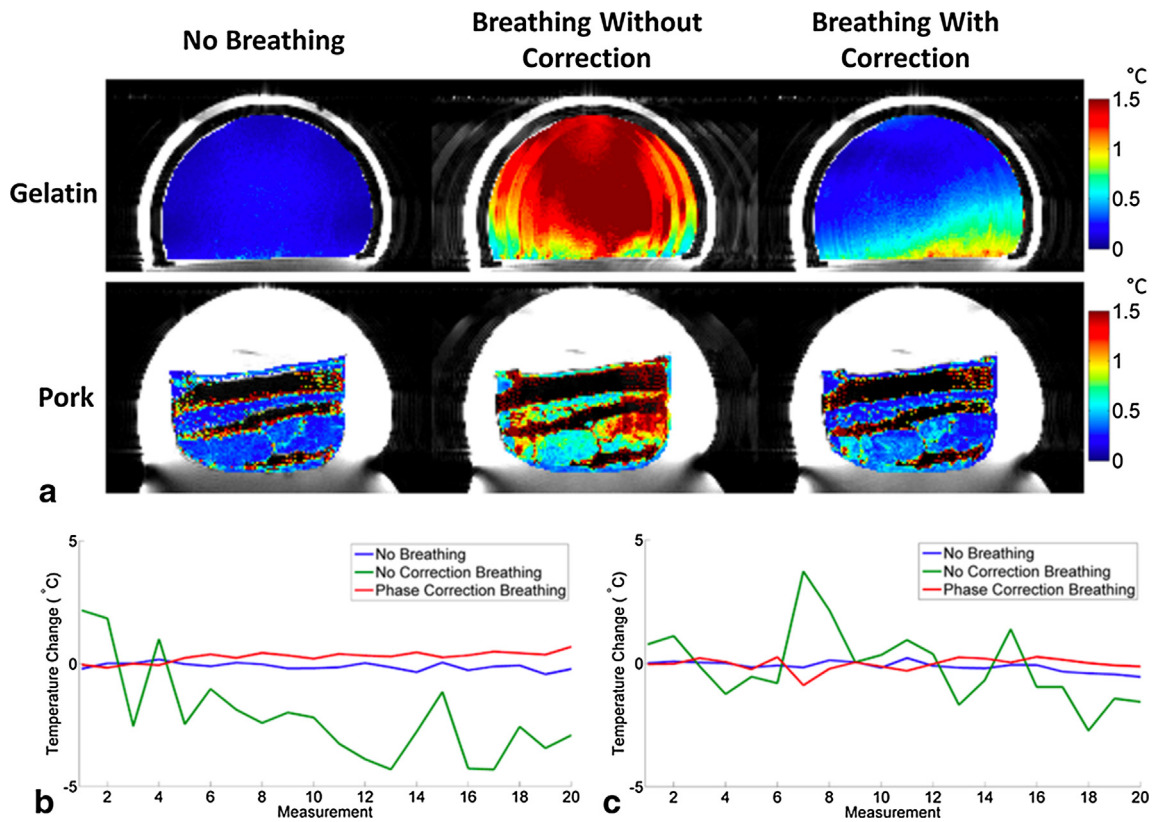 No Breathing
Breathing Without
Correction
Breathing With
Correction
°C
1.5
1
0.5
0
Gelatin
°C
1.5
1
0.5
0
Pork
a
5
0
-5
Temperature Change ( °C)
No Breathing
No Correction Breathing
Phase Correction Breathing
2 4 6 8 10 12 14 16 18 20
Measurement
b
5
0
-5
Temperature Change ( °C)
No Breathing
No Correction Breathing
Phase Correction Breathing
2 4 6 8 10 12 14 16 18 20
Measurement
c